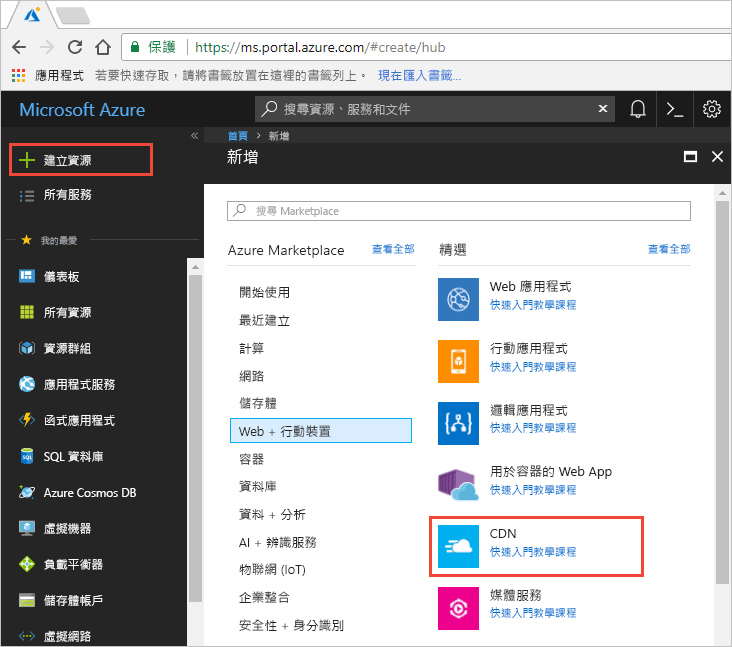 保護 https://ms.portal.azure.com/#create/hub
應用程式 若要快速存取，請將書籤放置在這裡的書籤列上。 現在匯入書籤...
Microsoft Azure
搜尋資源、服務和文件
首頁 > 新增
新增
建立資源
所有服務
我的最愛
儀表板
所有資源
資源群組
應用程式服務
函式應用程式
SQL 資料庫
Azure Cosmos DB
虛擬機器
負載平衡器
儲存體帳戶
虛擬網路
搜尋 Marketplace
Azure Marketplace 查看全部
開始使用
最近建立
計算
網路
儲存體
Web + 行動裝置
容器
資料庫
資料 + 分析
AI + 辨識服務
物聯網 (IoT)
企業整合
安全性 + 身分識別
精選 查看全部
Web 應用程式
快速入門教學課程
行動應用程式
快速入門教學課程
邏輯應用程式
快速入門教學課程
用於容器的 Web App
快速入門教學課程
CDN
快速入門教學課程
媒體服務
快速入門教學課程